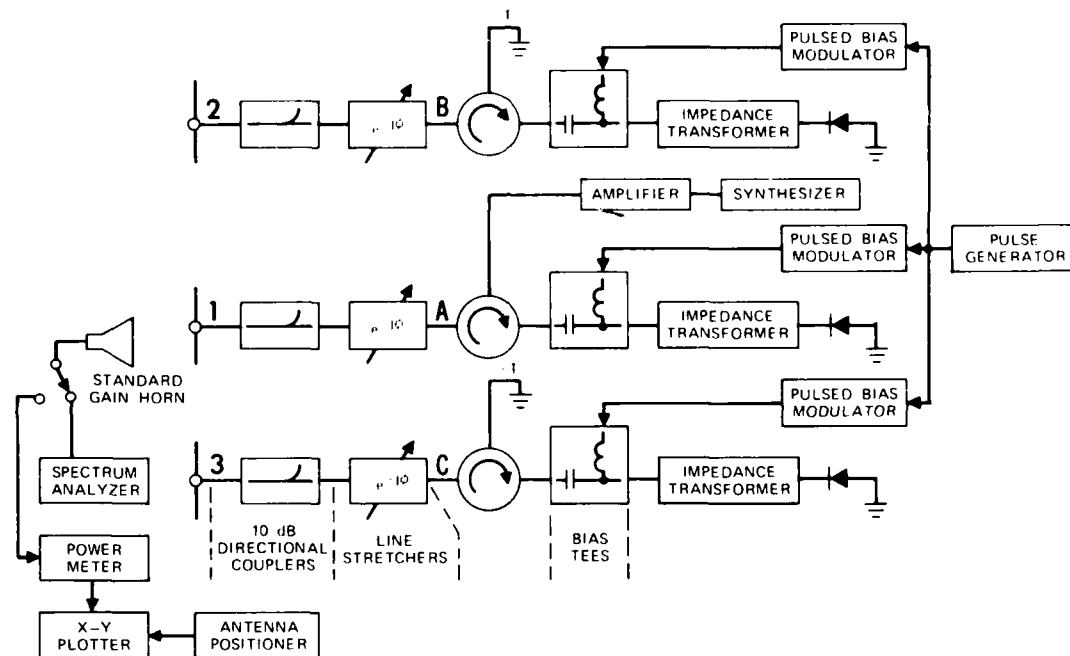 PULSED BIAS
MODULATOR
2
B
IMPEDANCE
TRANSFORMER
AMPLIFIER
SYNTHESIZER
PULSED BIAS
MODULATOR
PULSE
GENERATOR
1
A
IMPEDANCE
TRANSFORMER
STANDARD
GAIN HORN
PULSED BIAS
MODULATOR
3
C
IMPEDANCE
TRANSFORMER
SPECTRUM
ANALYZER
10 dB
DIRECTIONAL
COUPLERS
LINE
STRETCHERS
BIAS
TEES
POWER
METER
X-Y
PLOTTER
ANTENNA
POSITIONER